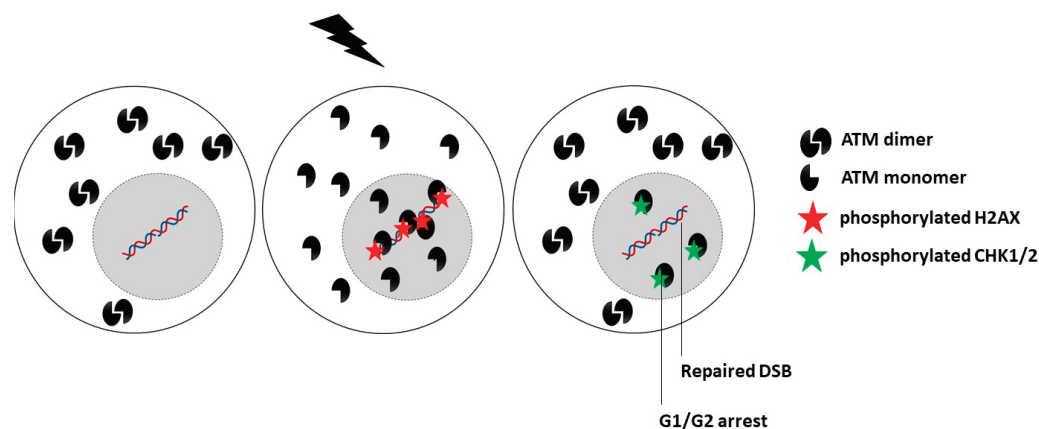 ATM dimer
ATM monomer
phosphorylated H2AX
phosphorylated CHK1/2
Repaired DSB
G1/G2 arrest